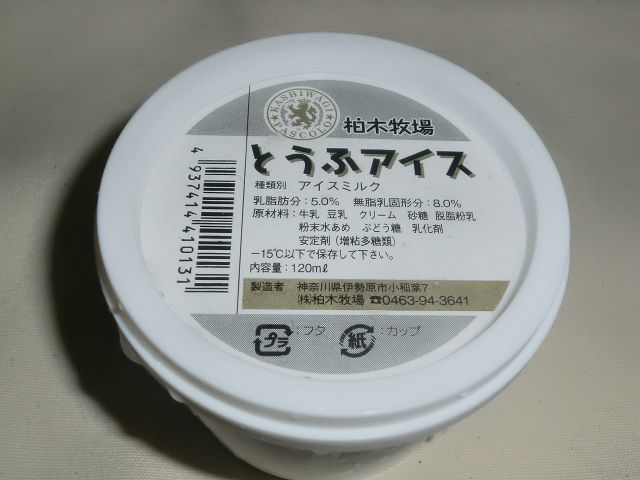 KASHIWAGI
PASCOLO
柏木牧場
とうふアイス
種類別 アイスミルク
乳脂肪分：5.0% 無脂乳固形分：8.0%
原材料：牛乳 豆乳 クリーム 砂糖 脱脂粉乳
粉末水あめ ぶどう糖 乳化剤
安定剤（増粘多糖類）
−15℃以下で保存して下さい。
内容量：120mℓ
製造者 神奈川県伊勢原市小稲葉7
㈱柏木牧場 ☎0463-94-3641
プラ：フタ 紙：カップ
4 937414 410131